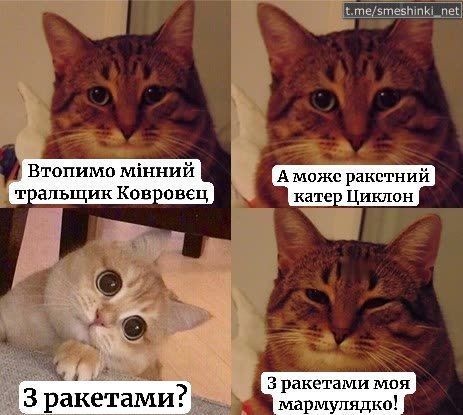 t.me/smeshinki_net
Втопимо мінний
тральщик Ковровєц
А може ракетний
катер Циклон
З ракетами?
З ракетами моя
мармулядко!